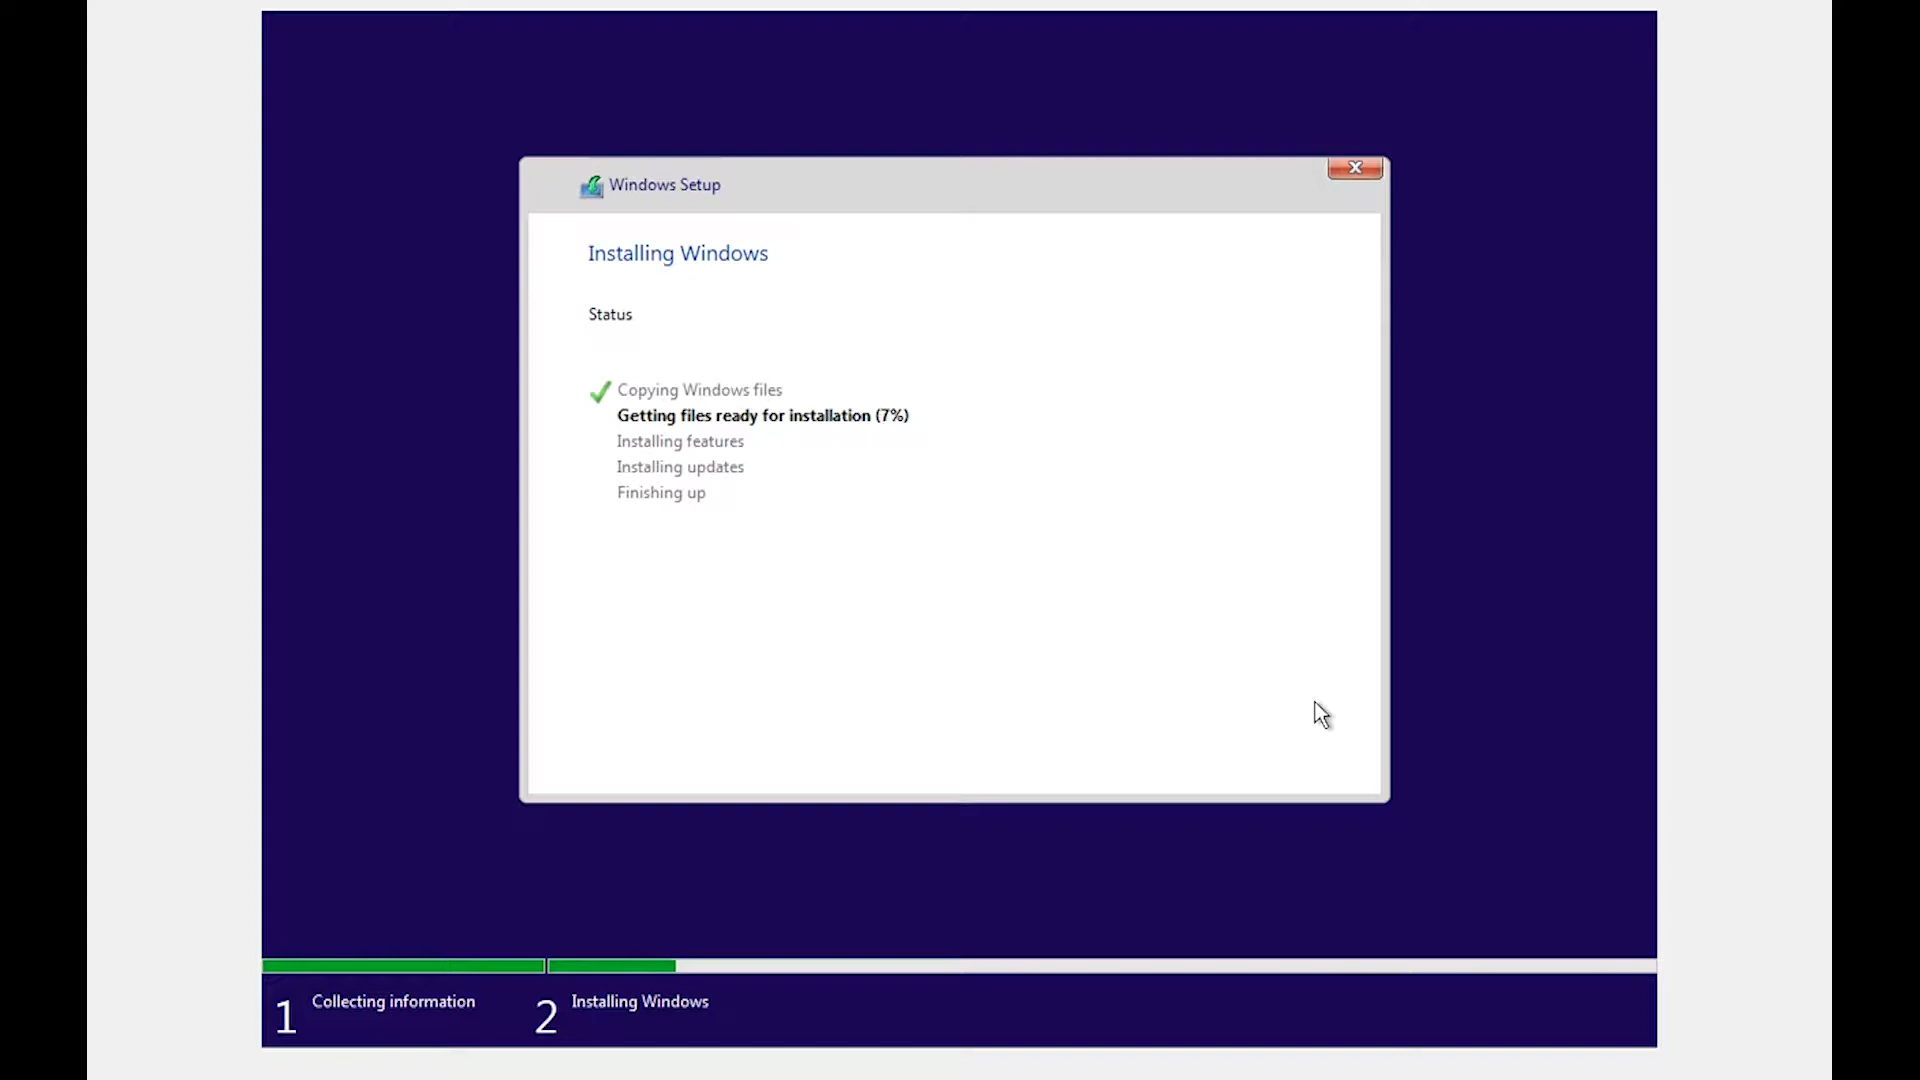 Windows Setup
Installing Windows
Status
Copying Windows files
Getting files ready for installation (7%)
Installing features
Installing updates
Finishing up
1 Collecting information 2 Installing Windows